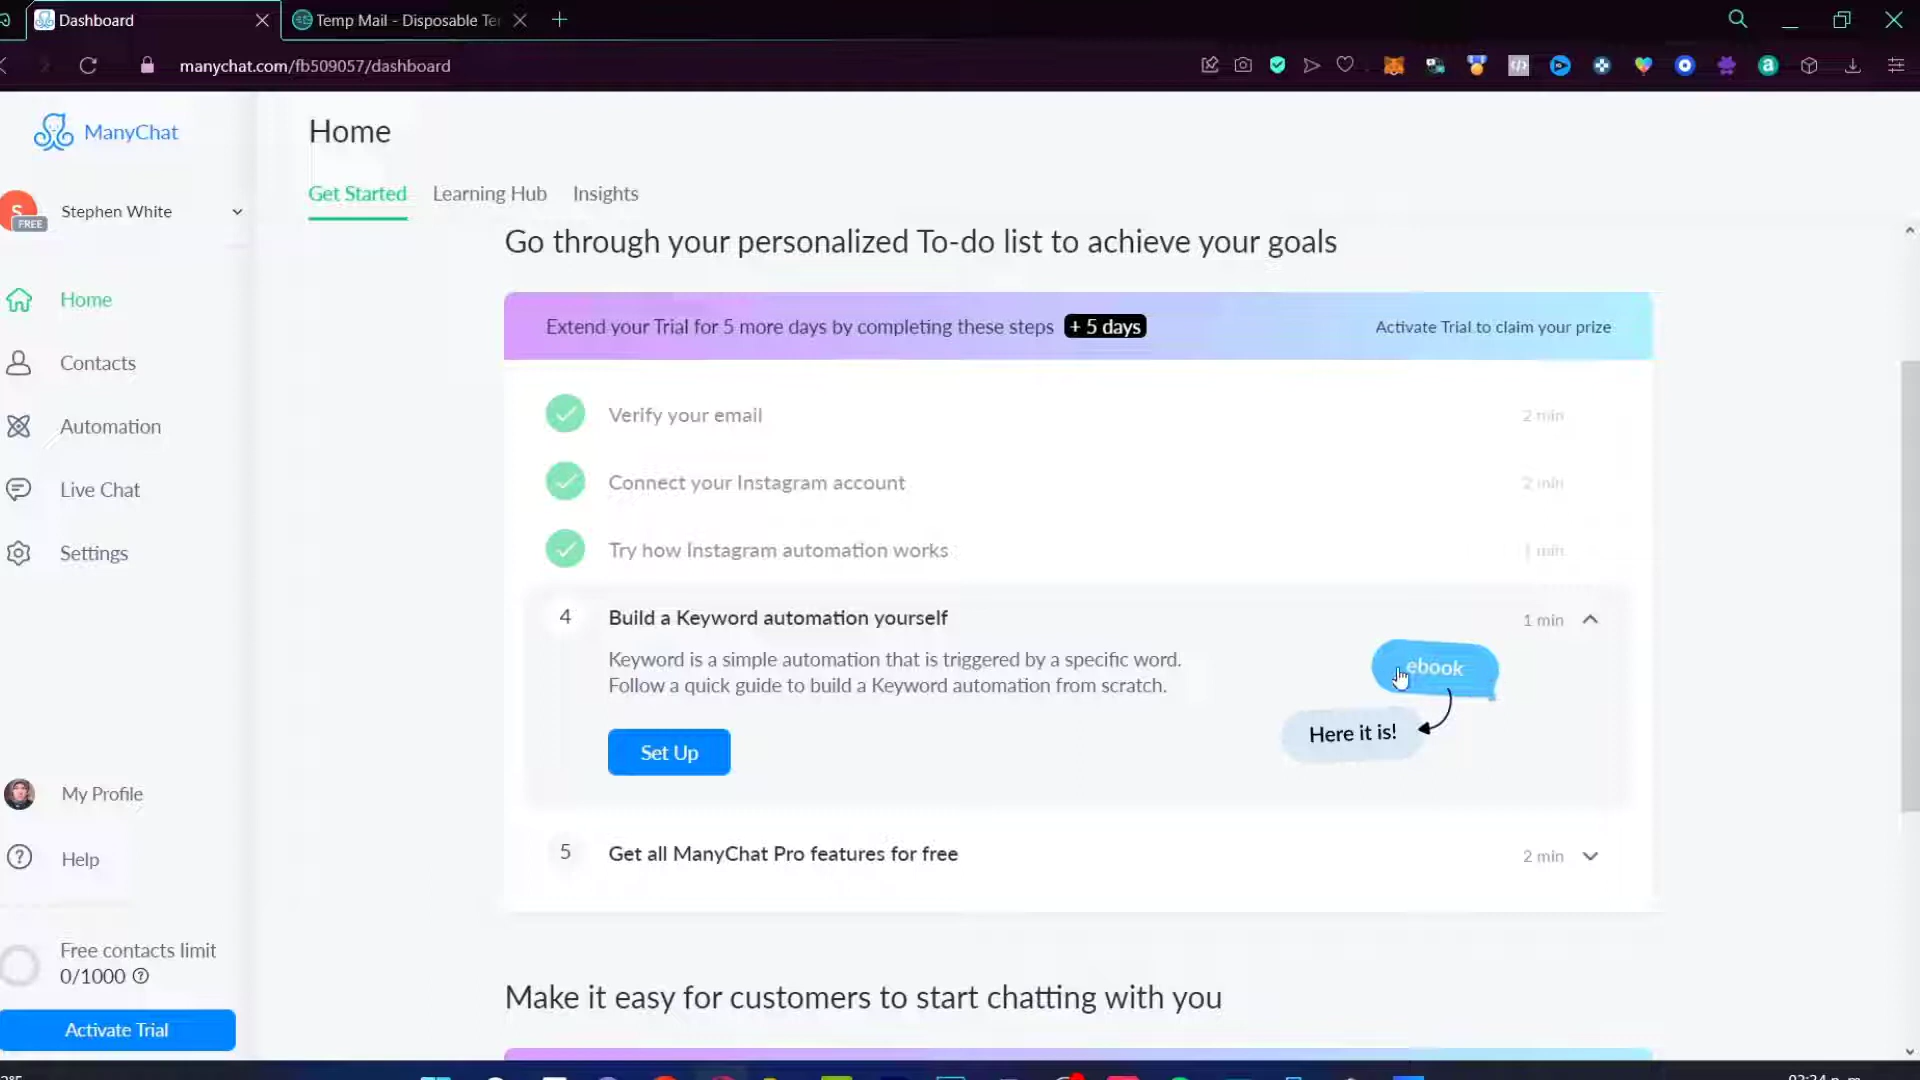 Dashboard
Temp Mail - Disposable Te
manychat.com/fb509057/dashboard
ManyChat
Home
Get Started Learning Hub Insights
S
FREE
Stephen White
Go through your personalized To-do list to achieve your goals
Extend your Trial for 5 more days by completing these steps + 5 days
Activate Trial to claim your prize
Home
Contacts
Automation
Live Chat
Settings
Verify your email 2 min
Connect your Instagram account 2 min
Try how Instagram automation works 1 min
4 Build a Keyword automation yourself 1 min
Keyword is a simple automation that is triggered by a specific word.
Follow a quick guide to build a Keyword automation from scratch.
ebook
Here it is!
Set Up
5 Get all ManyChat Pro features for free 2 min
My Profile
Help
Free contacts limit
0/1000
Activate Trial
Make it easy for customers to start chatting with you